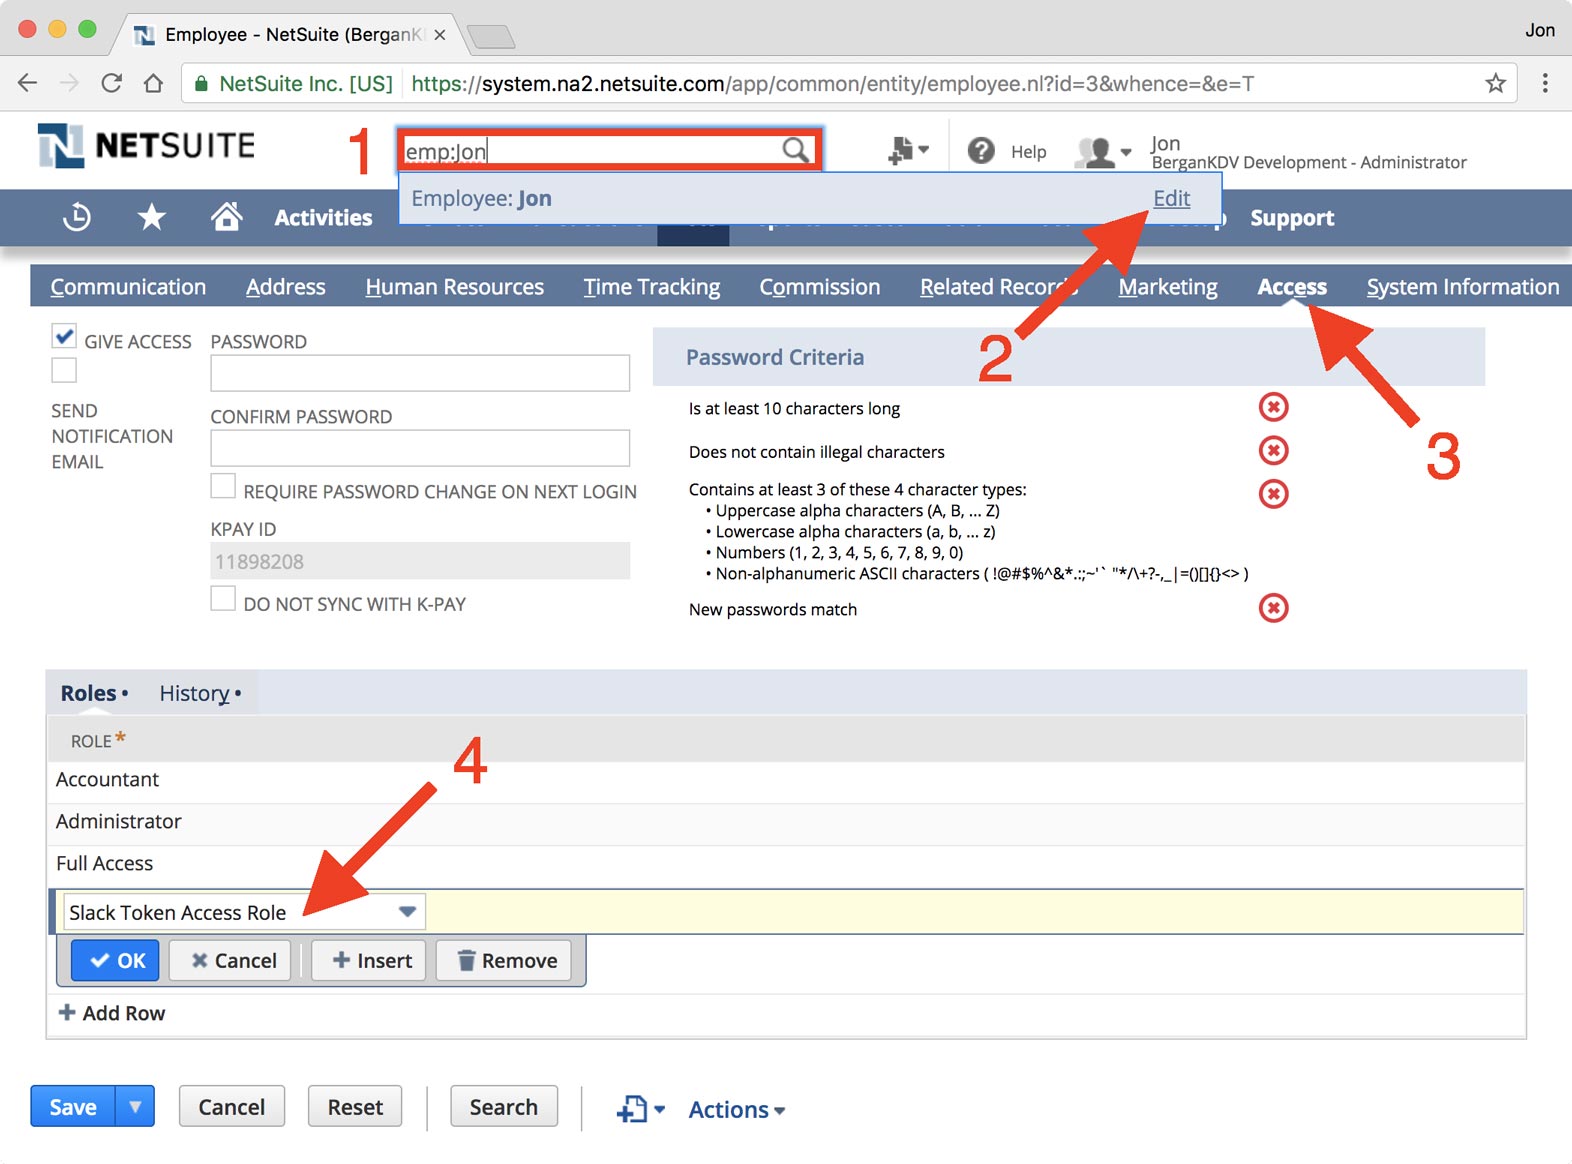 Employee - NetSuite (BerganK
Jon
NetSuite Inc. [US] https://system.na2.netsuite.com/app/common/entity/employee.nl?id=3&whence=&e=T
NETSUITE
1
emp:Jon
Help
Jon
BerganKDV Development - Administrator
Employee: Jon Edit
Activities Support
Communication Address Human Resources Time Tracking Commission Related Records Marketing Access System Information
2
3
GIVE ACCESS
SEND
NOTIFICATION
EMAIL
PASSWORD
CONFIRM PASSWORD
REQUIRE PASSWORD CHANGE ON NEXT LOGIN
KPAY ID
11898208
DO NOT SYNC WITH K-PAY
Password Criteria
Is at least 10 characters long
Does not contain illegal characters
Contains at least 3 of these 4 character types:
• Uppercase alpha characters (A, B, ... Z)
• Lowercase alpha characters (a, b, ... z)
• Numbers (1, 2, 3, 4, 5, 6, 7, 8, 9, 0)
• Non-alphanumeric ASCII characters ( !@#$%^&*.:;~'` "*/\+?-,_|=()[]{}<> )
New passwords match
Roles • History •
ROLE *
4
Accountant
Administrator
Full Access
Slack Token Access Role
OK Cancel Insert Remove
Add Row
Save Cancel Reset Search Actions